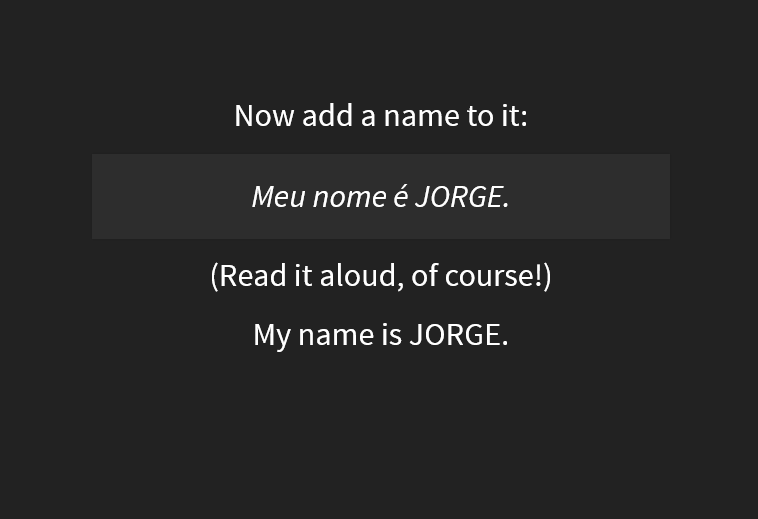 Now add a name to it:
Meu nome é JORGE.
(Read it aloud, of course!)
My name is JORGE.